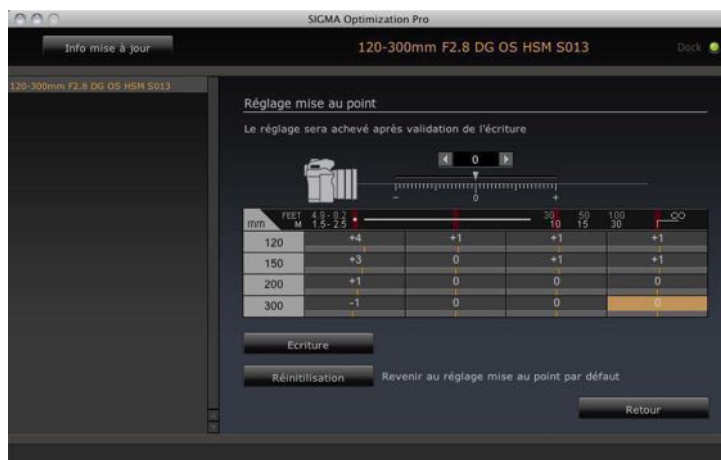 SIGMA Optimization Pro
Info mise à jour
120-300mm F2.8 DG OS HSM S013
Dock
120-300mm F2.8 DG OS HSM S013
Réglage mise au point
Le réglage sera achevé après validation de l'écriture
0
- 0 +
mm FEET 4.9 - 8.2 30 50 100 ∞
M 1.5 - 2.5 10 15 30
120 +4 +1 +1 +1
150 +3 0 +1 +1
200 +1 0 0 0
300 -1 0 0 0
Ecriture
Réinitilisation Revenir au réglage mise au point par défaut
Retour